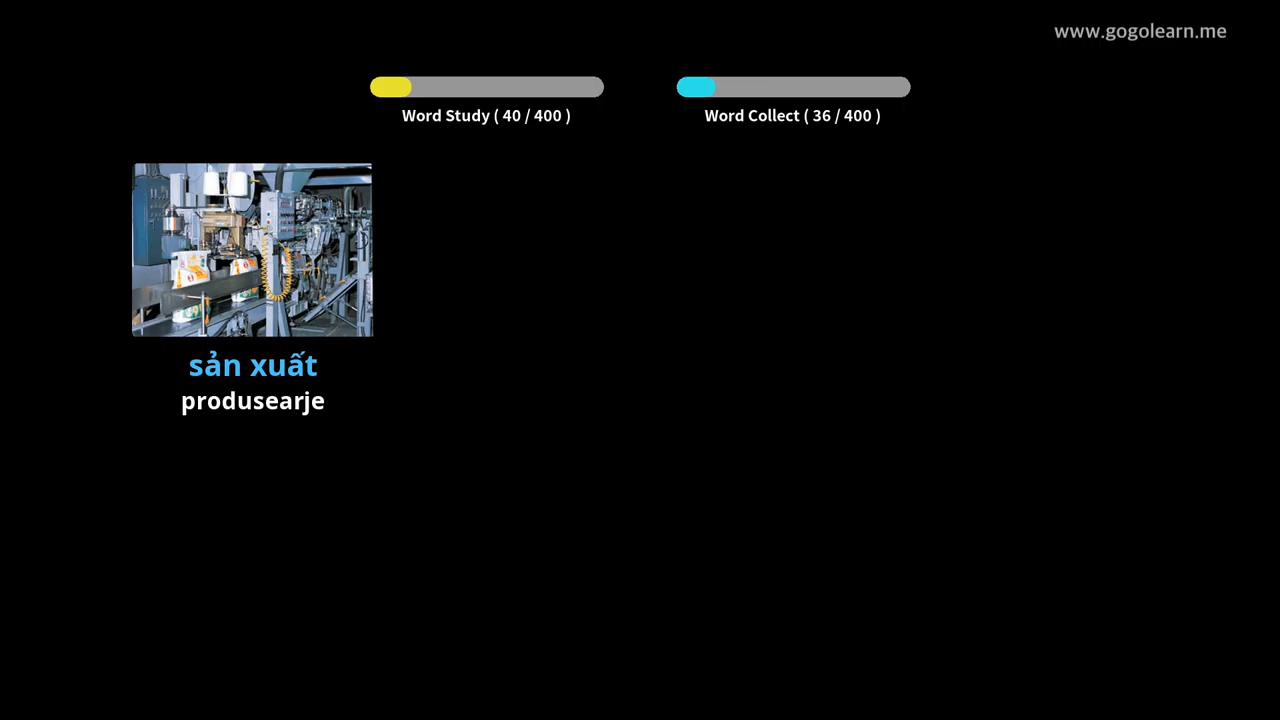 www.gogolearn.me
Word Study ( 40 / 400 )
Word Collect ( 36 / 400 )
sản xuất
produsearje